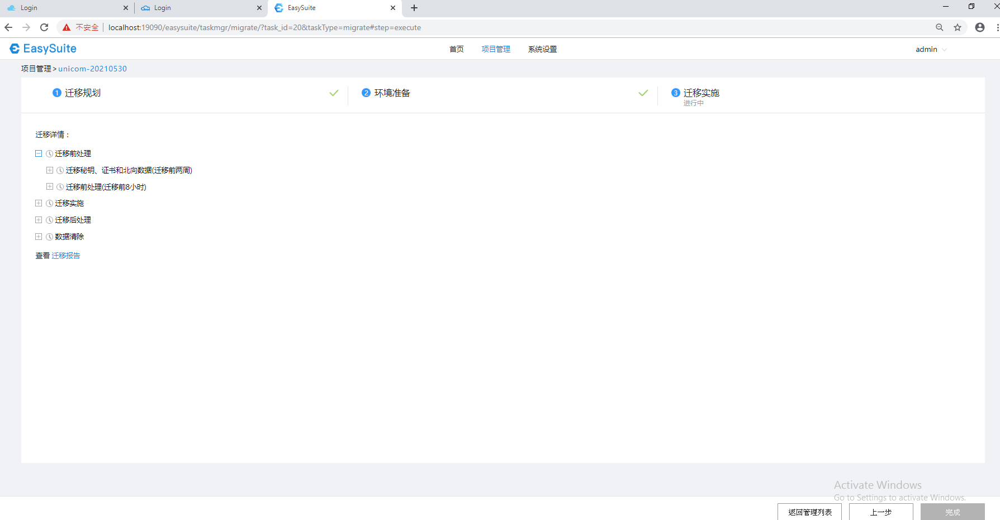 Login
Login
EasySuite
不安全
localhost:19090/easysuite/taskmgr/migrate/?task_id=20&taskType=migrate#step=execute
EasySuite
首页
项目管理
系统设置
admin
项目管理 > unicom-20210530
1 迁移规划
2 环境准备
3 迁移实施
进行中
迁移详情：
迁移前处理
迁移秘钥、证书和北向数据(迁移前两周)
迁移前处理(迁移前8小时)
迁移实施
迁移后处理
数据清除
查看 迁移报告
Activate Windows
Go to Settings to activate Windows.
返回管理列表
上一步
完成